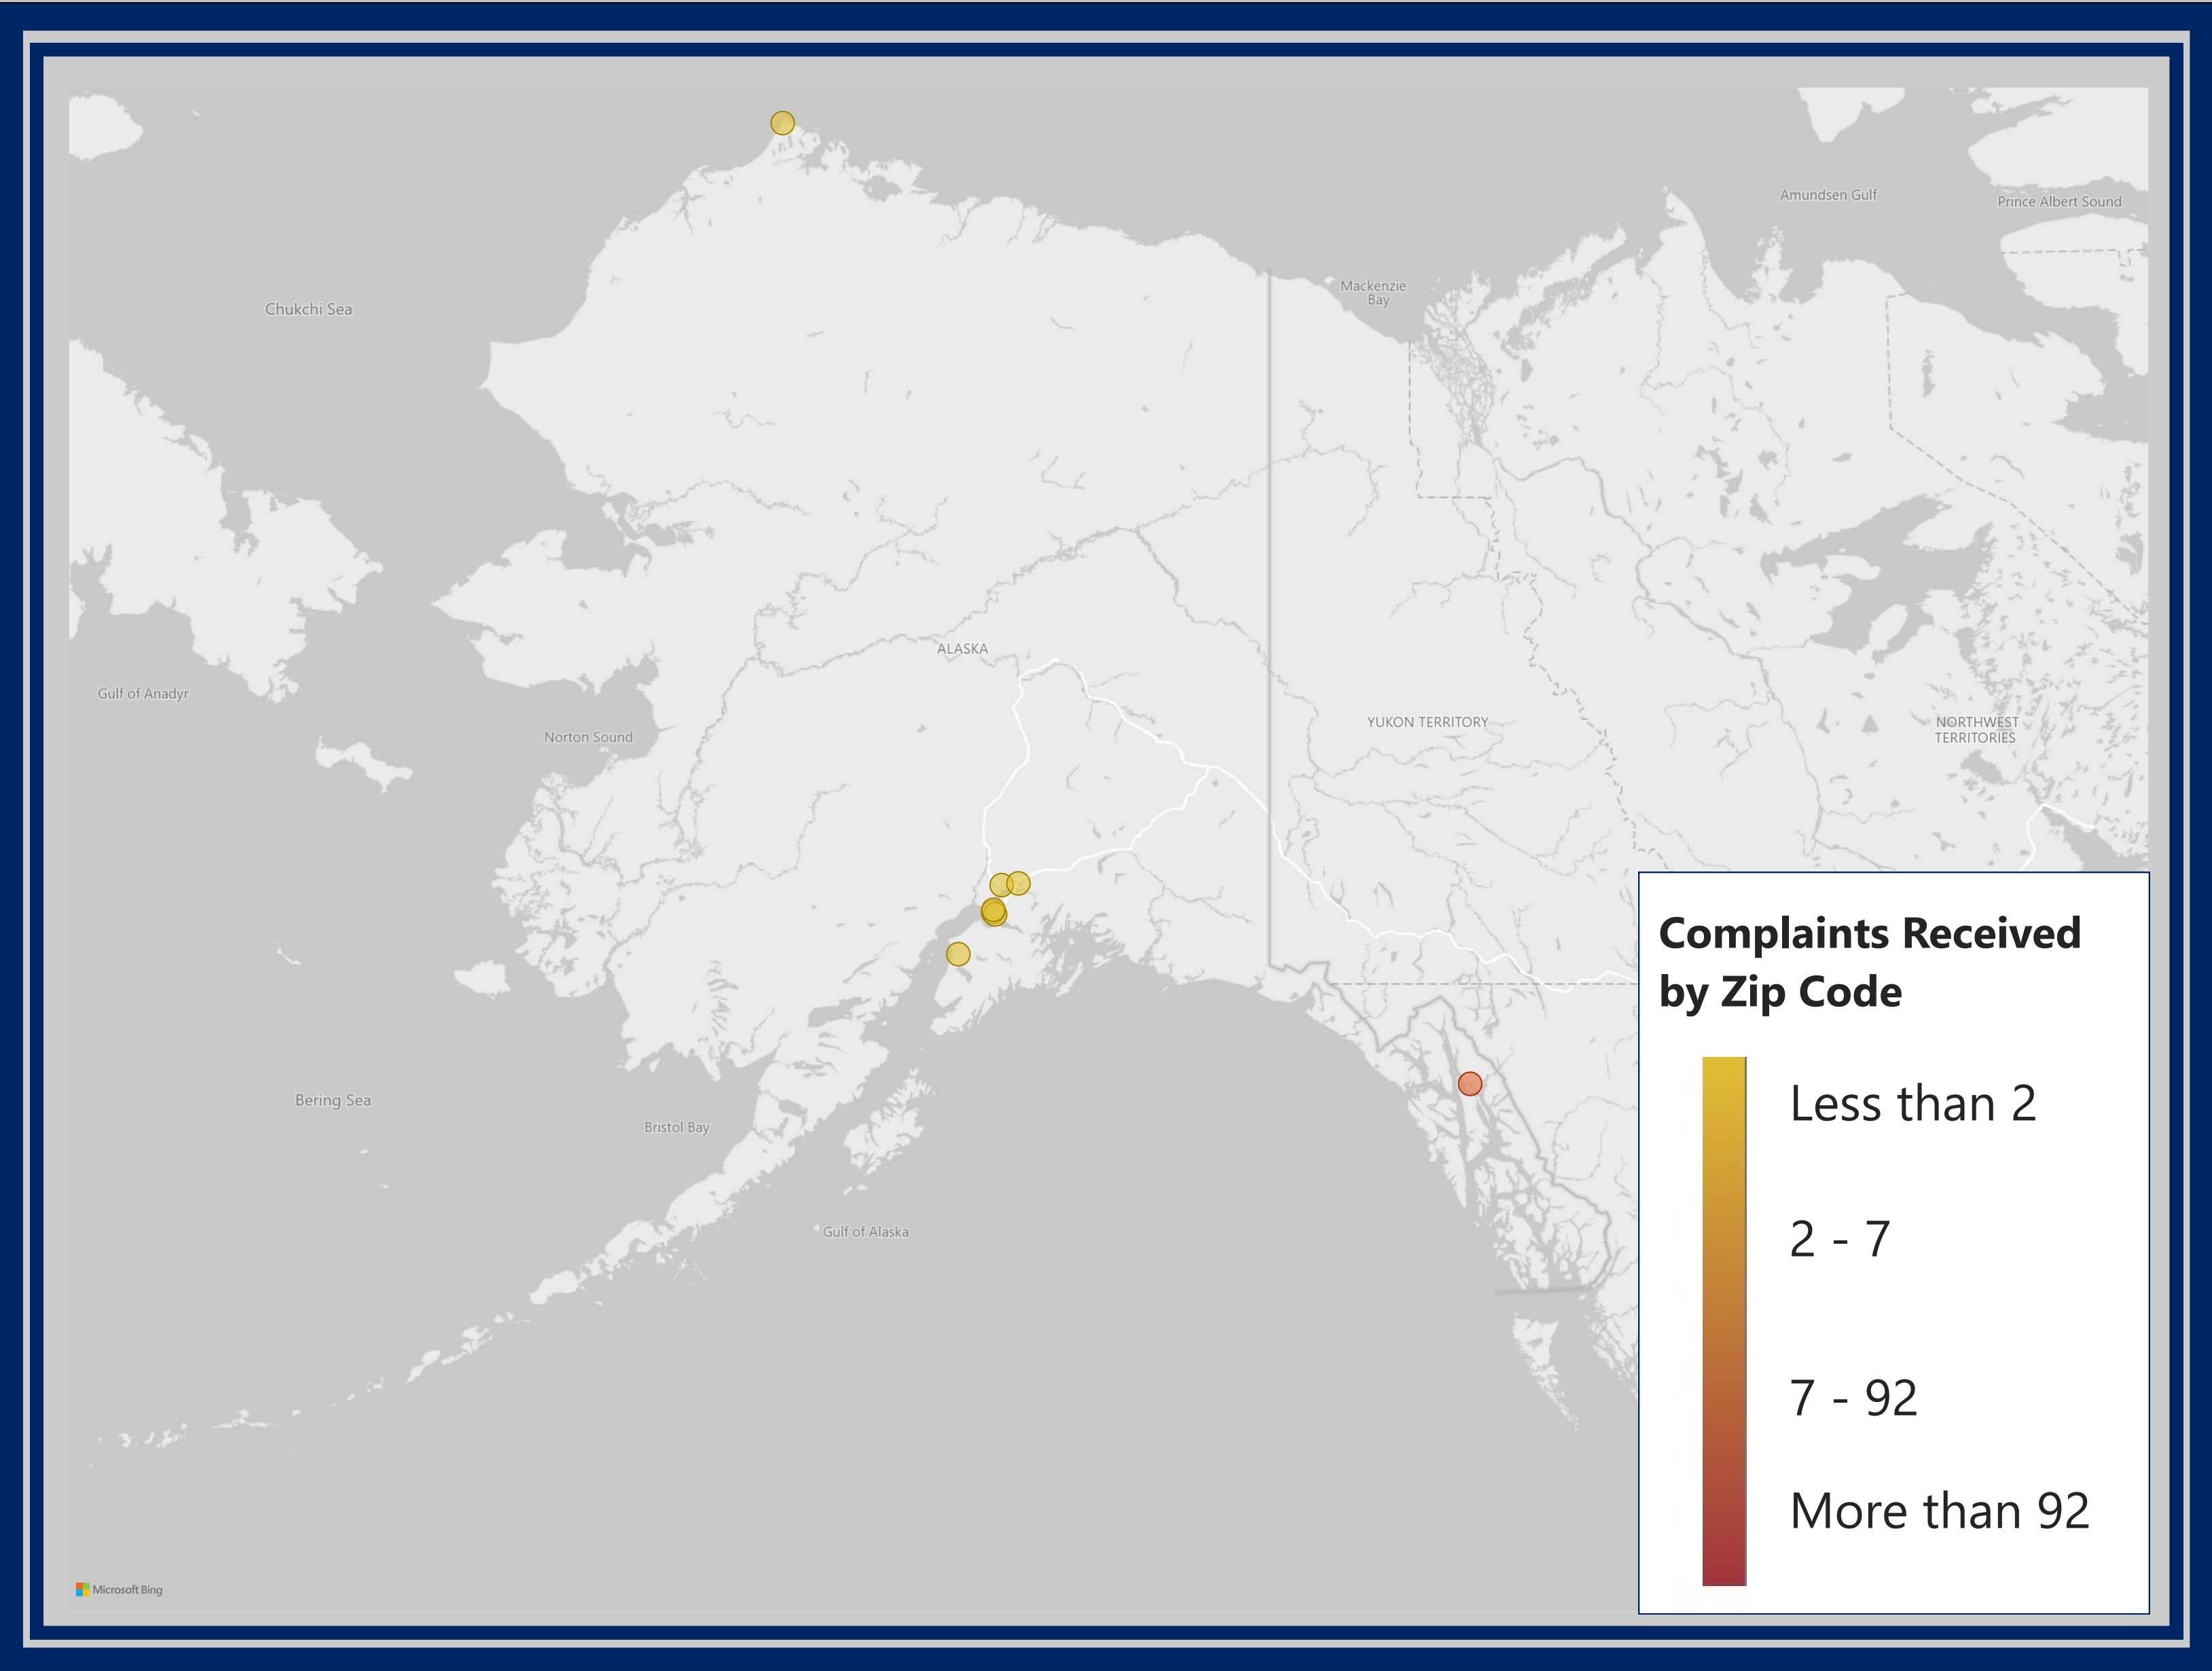 Amundsen Gulf
Prince Albert Sound
Mackenzie
Bay
Chukchi Sea
ALASKA
Gulf of Anadyr
Norton Sound
YUKON TERRITORY
NORTHWEST
TERRITORIES
Bering Sea
Bristol Bay
Gulf of Alaska
Complaints Received
by Zip Code
Less than 2
2 - 7
7 - 92
More than 92
Microsoft Bing